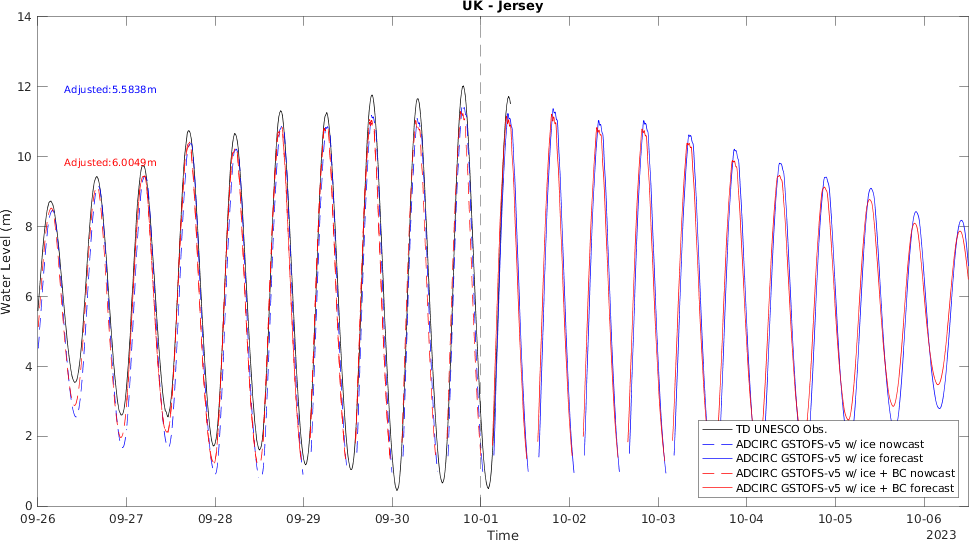 UK - Jersey
14
12
10
8
6
4
2
0
Water Level (m)
Adjusted:5.5838m
Adjusted:6.0049m
TD UNESCO Obs.
ADCIRC GSTOFS-v5 w/ ice nowcast
ADCIRC GSTOFS-v5 w/ ice forecast
ADCIRC GSTOFS-v5 w/ ice + BC nowcast
ADCIRC GSTOFS-v5 w/ ice + BC forecast
09-26 09-27 09-28 09-29 09-30 10-01 10-02 10-03 10-04 10-05 10-06
Time
2023